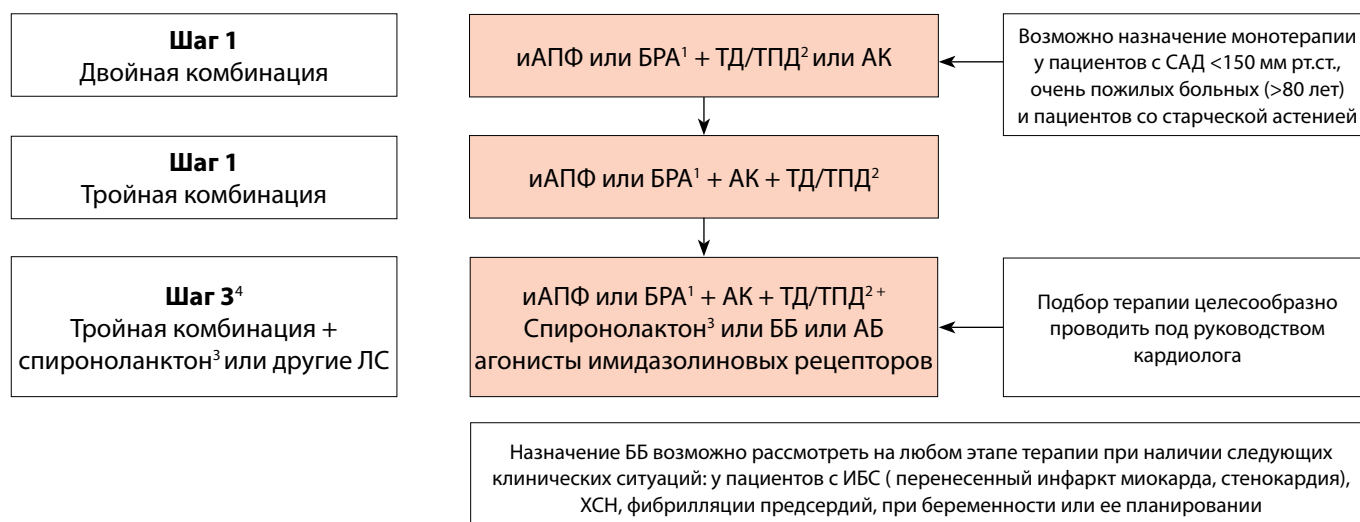 Шаг 1
Двойная комбинация
иАПФ или БРА¹ + ТД/ТПД² или АК
Возможно назначение монотерапии
у пациентов с САД <150 мм рт.ст.,
очень пожилых больных (>80 лет)
и пациентов со старческой астенией
Шаг 1
Тройная комбинация
иАПФ или БРА¹ + АК + ТД/ТПД²
Шаг 3⁴
Тройная комбинация +
спироноланктон³ или другие ЛС
иАПФ или БРА¹ + АК + ТД/ТПД² ⁺
Спиронолактон³ или ББ или АБ
агонисты имидазолиновых рецепторов
Подбор терапии целесообразно
проводить под руководством
кардиолога
Назначение ББ возможно рассмотреть на любом этапе терапии при наличии следующих
клинических ситуаций: у пациентов с ИБС ( перенесенный инфаркт миокарда, стенокардия),
ХСН, фибрилляции предсердий, при беременности или ее планировании